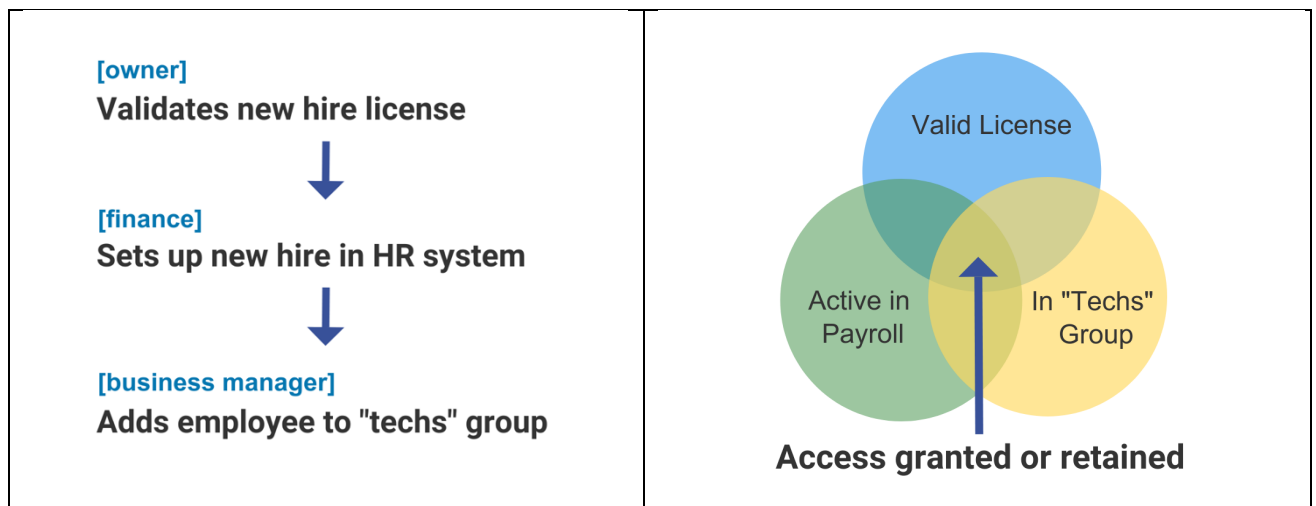 [owner]
Validates new hire license
[finance]
Sets up new hire in HR system
[business manager]
Adds employee to "techs" group
Valid License
Active in
Payroll
In "Techs"
Group
Access granted or retained